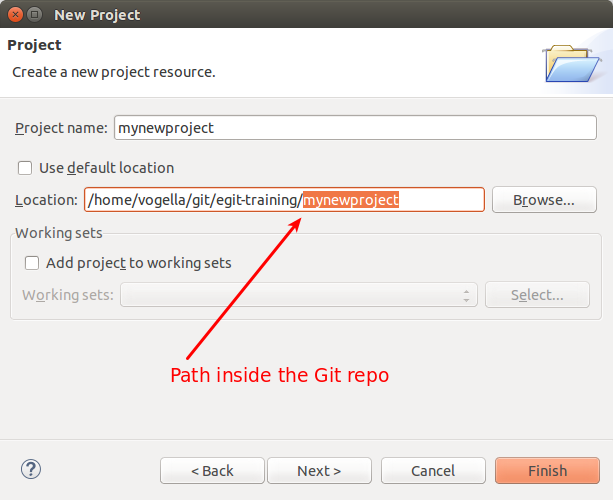 New Project
Project
Create a new project resource.
Project name: mynewproject
Use default location
Location: /home/vogella/git/egit-training/mynewproject Browse...
Working sets
Add project to working sets
Working sets: Select...
Path inside the Git repo
? < Back Next > Cancel Finish